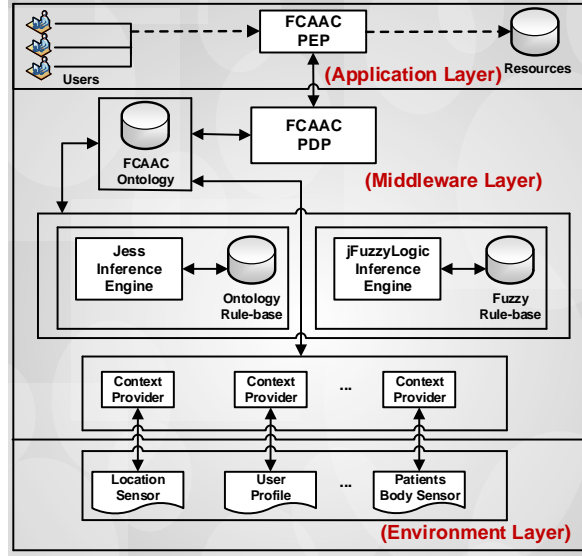 FCAAC
PEP
Users
Resources
(Application Layer)
FCAAC
PDP
FCAAC
Ontology
(Middleware Layer)
Jess
Inference
Engine
Ontology
Rule-base
jFuzzyLogic
Inference
Engine
Fuzzy
Rule-base
Context
Provider
Context
Provider
...
Context
Provider
Location
Sensor
User
Profile
...
Patients
Body Sensor
(Environment Layer)